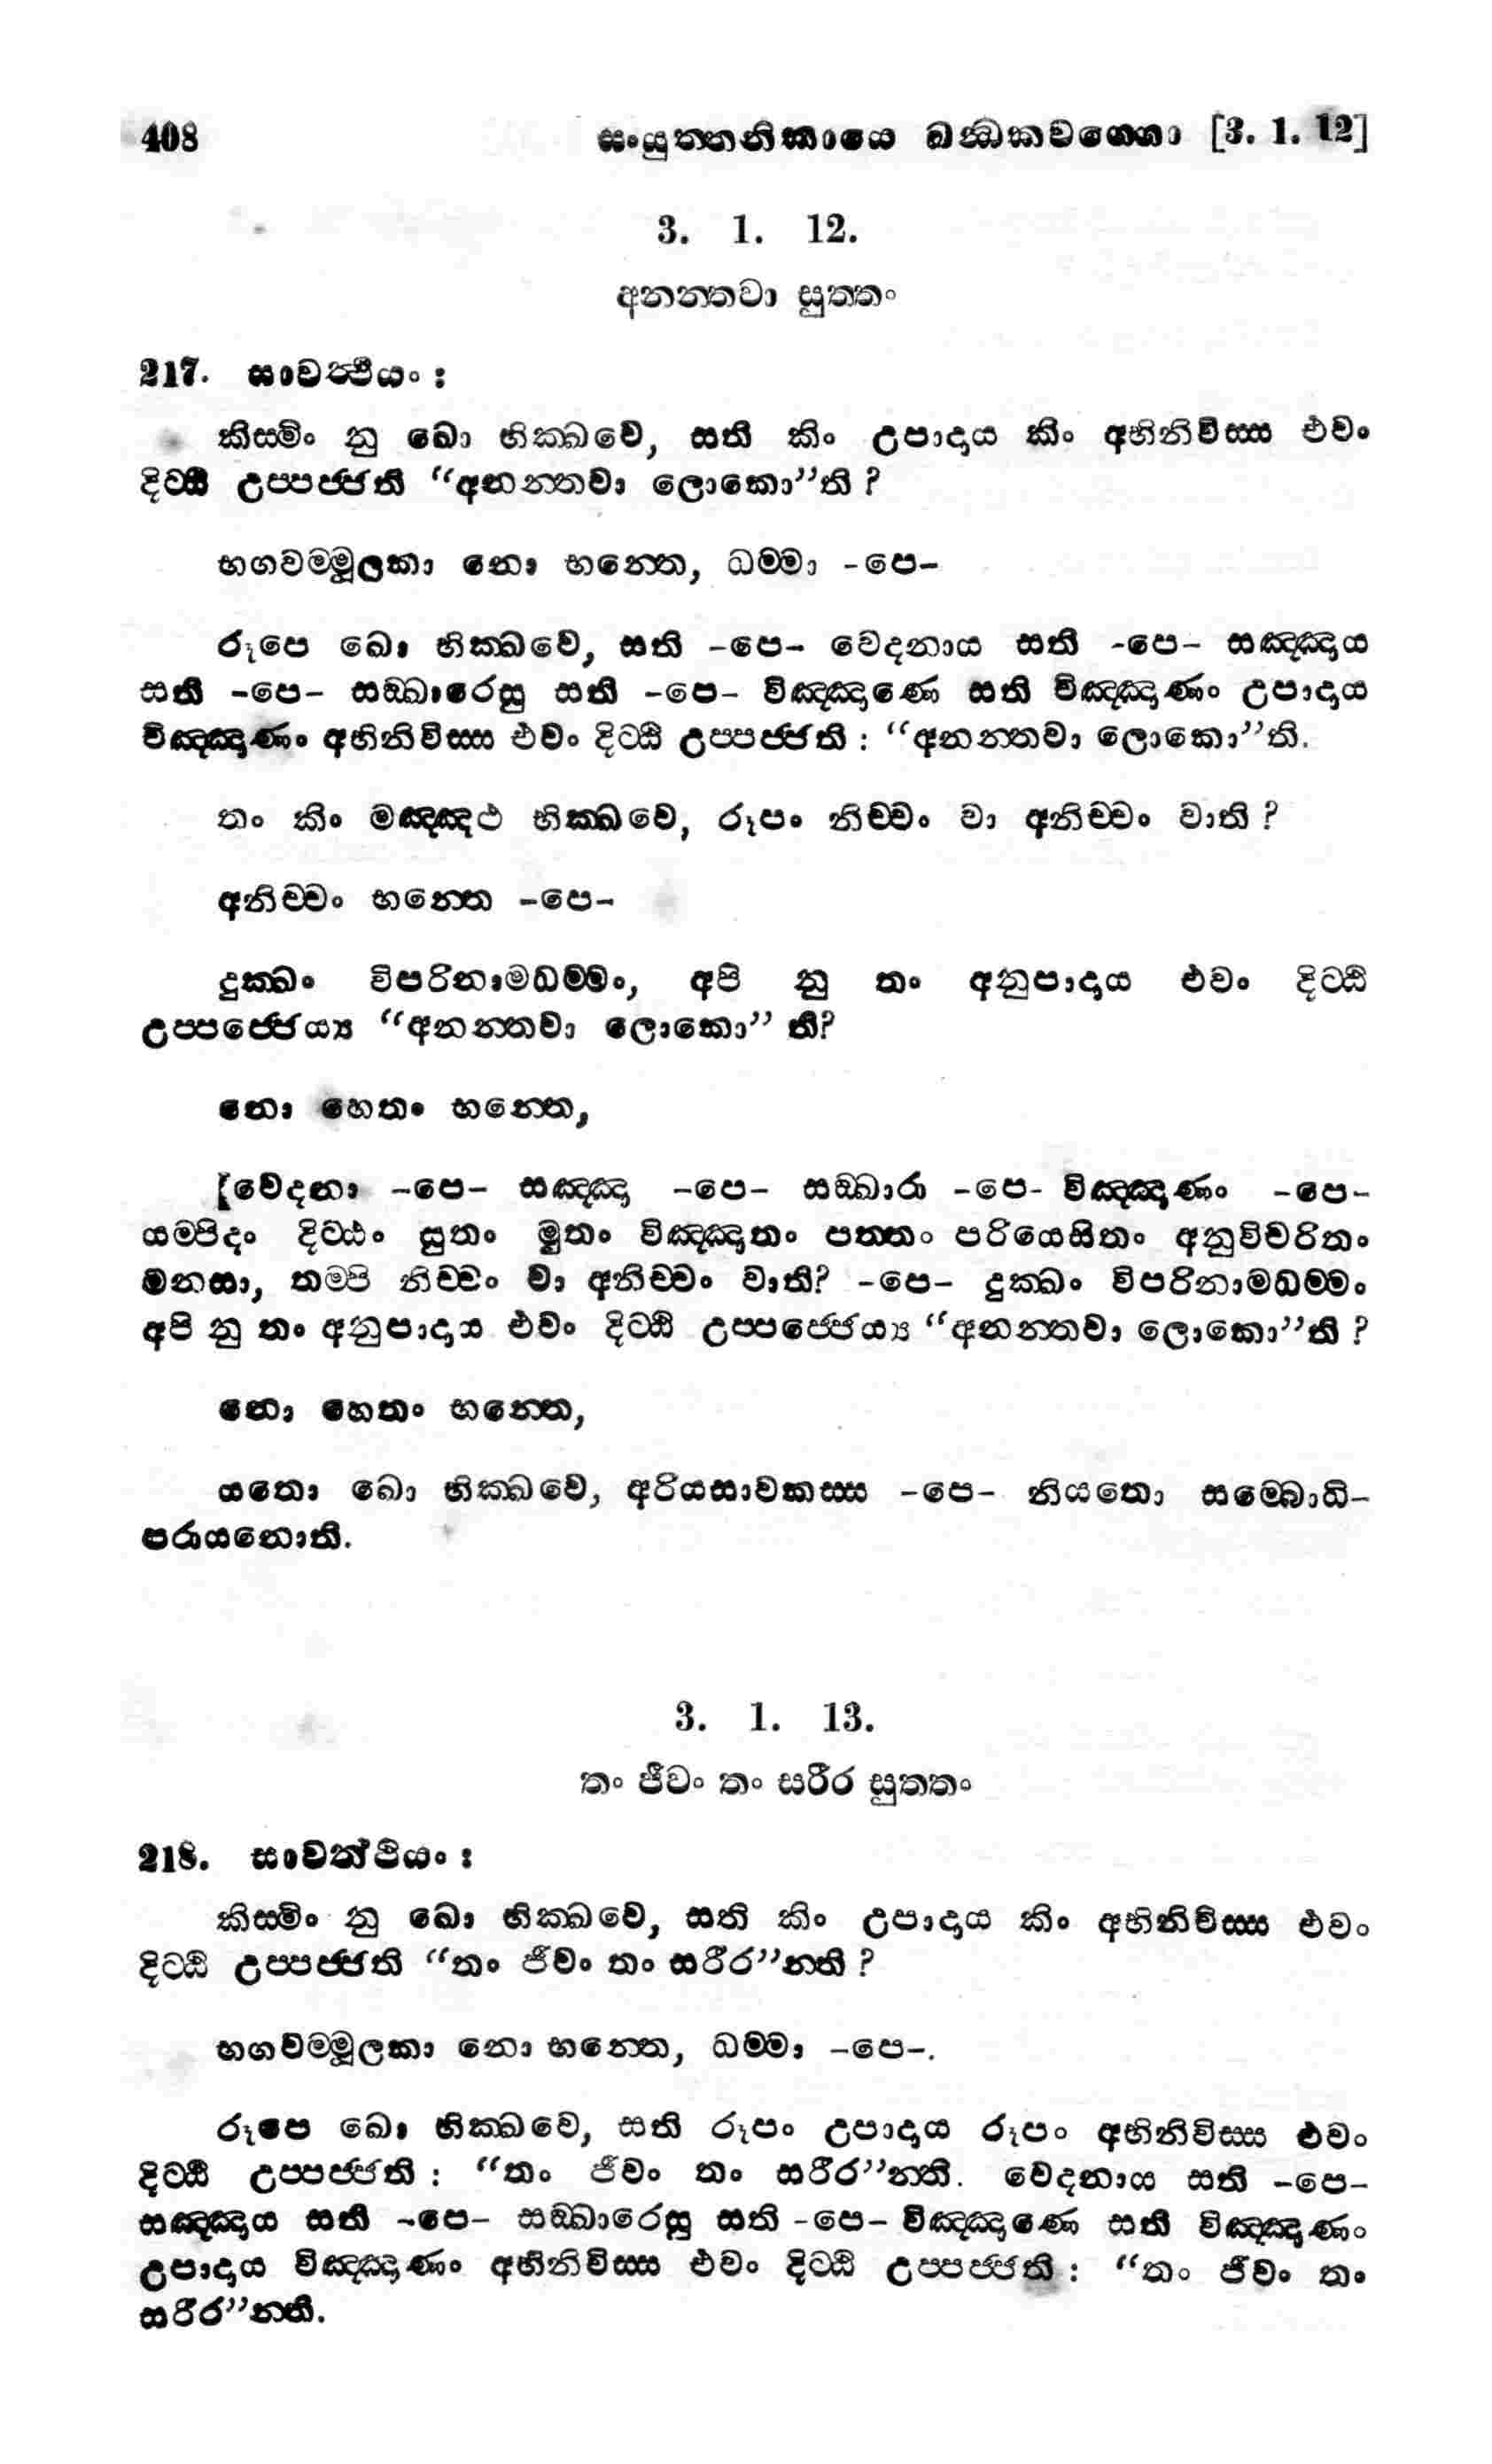 408 සංයුත්තනිකායෙ ඛන්ධකවග්ගො [3. 1. 12]
3. 1. 12.
අනන්තවා සුත්තං
217. සාවත්ථියං :
කිස්මිං නු ඛො භික්ඛවෙ, සති කිං උපාදාය කිං අභිනිවිස්ස එවං
දිට්ඨි උප්පජ්ජති “අනන්තවා ලොකො”ති ?
භගවම්මූලකා නො භන්තෙ, ධම්මා -පෙ-
රූපෙ ඛො භික්ඛවෙ, සති -පෙ- වෙදනාය සති -පෙ- සඤ්ඤාය
සති -පෙ- සඞ්ඛාරෙසු සති -පෙ- විඤ්ඤාණෙ සති විඤ්ඤාණං උපාදාය
විඤ්ඤාණං අභිනිවිස්ස එවං දිට්ඨි උප්පජ්ජති : “අනන්තවා ලොකො”ති.
තං කිං මඤ්ඤථ භික්ඛවෙ, රූපං නිච්චං වා අනිච්චං වාති ?
අනිච්චං භන්තෙ -පෙ-
දුක්ඛං විපරිනාමධම්මං, අපි නු තං අනුපාදාය එවං දිට්ඨි
උප්පජ්ජෙය්‍ය “අනන්තවා ලොකො” ති?
නො හෙතං භන්තෙ,
[වෙදනා -පෙ- සඤ්ඤා -පෙ- සඞ්ඛාරා -පෙ- විඤ්ඤාණං -පෙ-
යම්පිදං දිට්ඨං සුතං මුතං විඤ්ඤාතං පත්තං පරියෙසිතං අනුවිචරිතං
මනසා, තම්පි නිච්චං වා අනිච්චං වාති? -පෙ- දුක්ඛං විපරිනාමධම්මං
අපි නු තං අනුපාදාය එවං දිට්ඨි උප්පජ්ජෙය්‍ය “අනන්තවා ලොකො”ති ?
නො හෙතං භන්තෙ,
යතො ඛො භික්ඛවෙ, අරියසාවකස්ස -පෙ- නියතො සම්බොධි-
පරායනොති.
3. 1. 13.
තං ජීවං තං සරීර සුත්තං
218. සාවත්ථියං :
කිස්මිං නු ඛො භික්ඛවෙ, සති කිං උපාදාය කිං අභිනිවිස්ස එවං
දිට්ඨි උප්පජ්ජති “තං ජීවං තං සරීර”න්ති ?
භගවම්මූලකා නො භන්තෙ, ධම්මා -පෙ-.
රූපෙ ඛො භික්ඛවෙ, සති රූපං උපාදාය රූපං අභිනිවිස්ස එවං
දිට්ඨි උප්පජ්ජති : “තං ජීවං තං සරීර”න්ති. වෙදනාය සති -පෙ-
සඤ්ඤාය සති -පෙ- සඞ්ඛාරෙසු සති -පෙ- විඤ්ඤාණෙ සති විඤ්ඤාණං
උපාදාය විඤ්ඤාණං අභිනිවිස්ස එවං දිට්ඨි උප්පජ්ජති : “තං ජීවං තං
සරීර”න්ති.